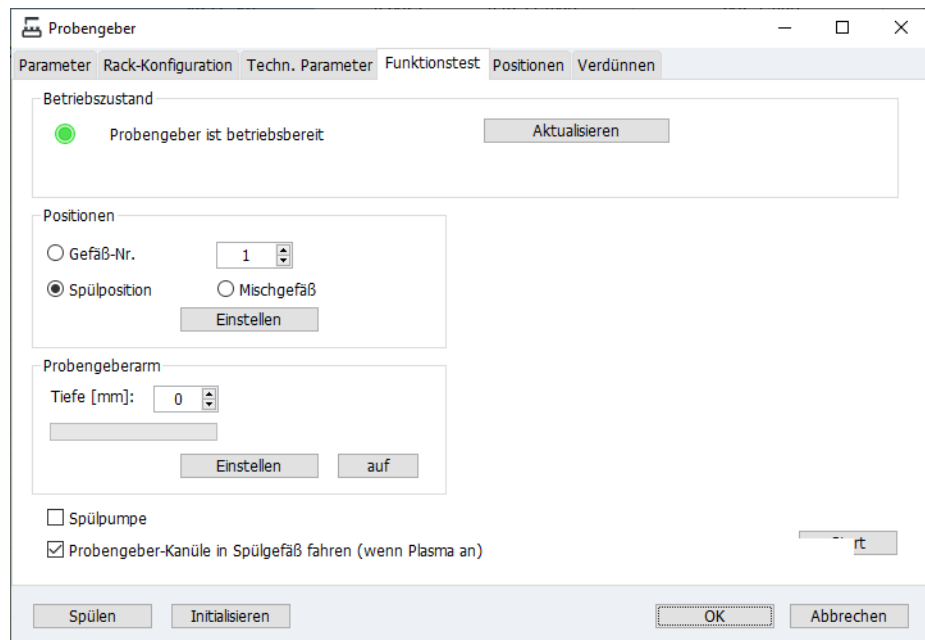 Probengeber
Parameter Rack-Konfiguration Techn. Parameter Funktionstest Positionen Verdünnen
Betriebszustand
Probengeber ist betriebsbereit Aktualisieren
Positionen
Gefäß-Nr. 1
Spülposition Mischgefäß
Einstellen
Probengeberarm
Tiefe [mm]: 0
Einstellen auf
Spülpumpe
Probengeber-Kanüle in Spülgefäß fahren (wenn Plasma an)
Spülen Initialisieren OK Abbrechen